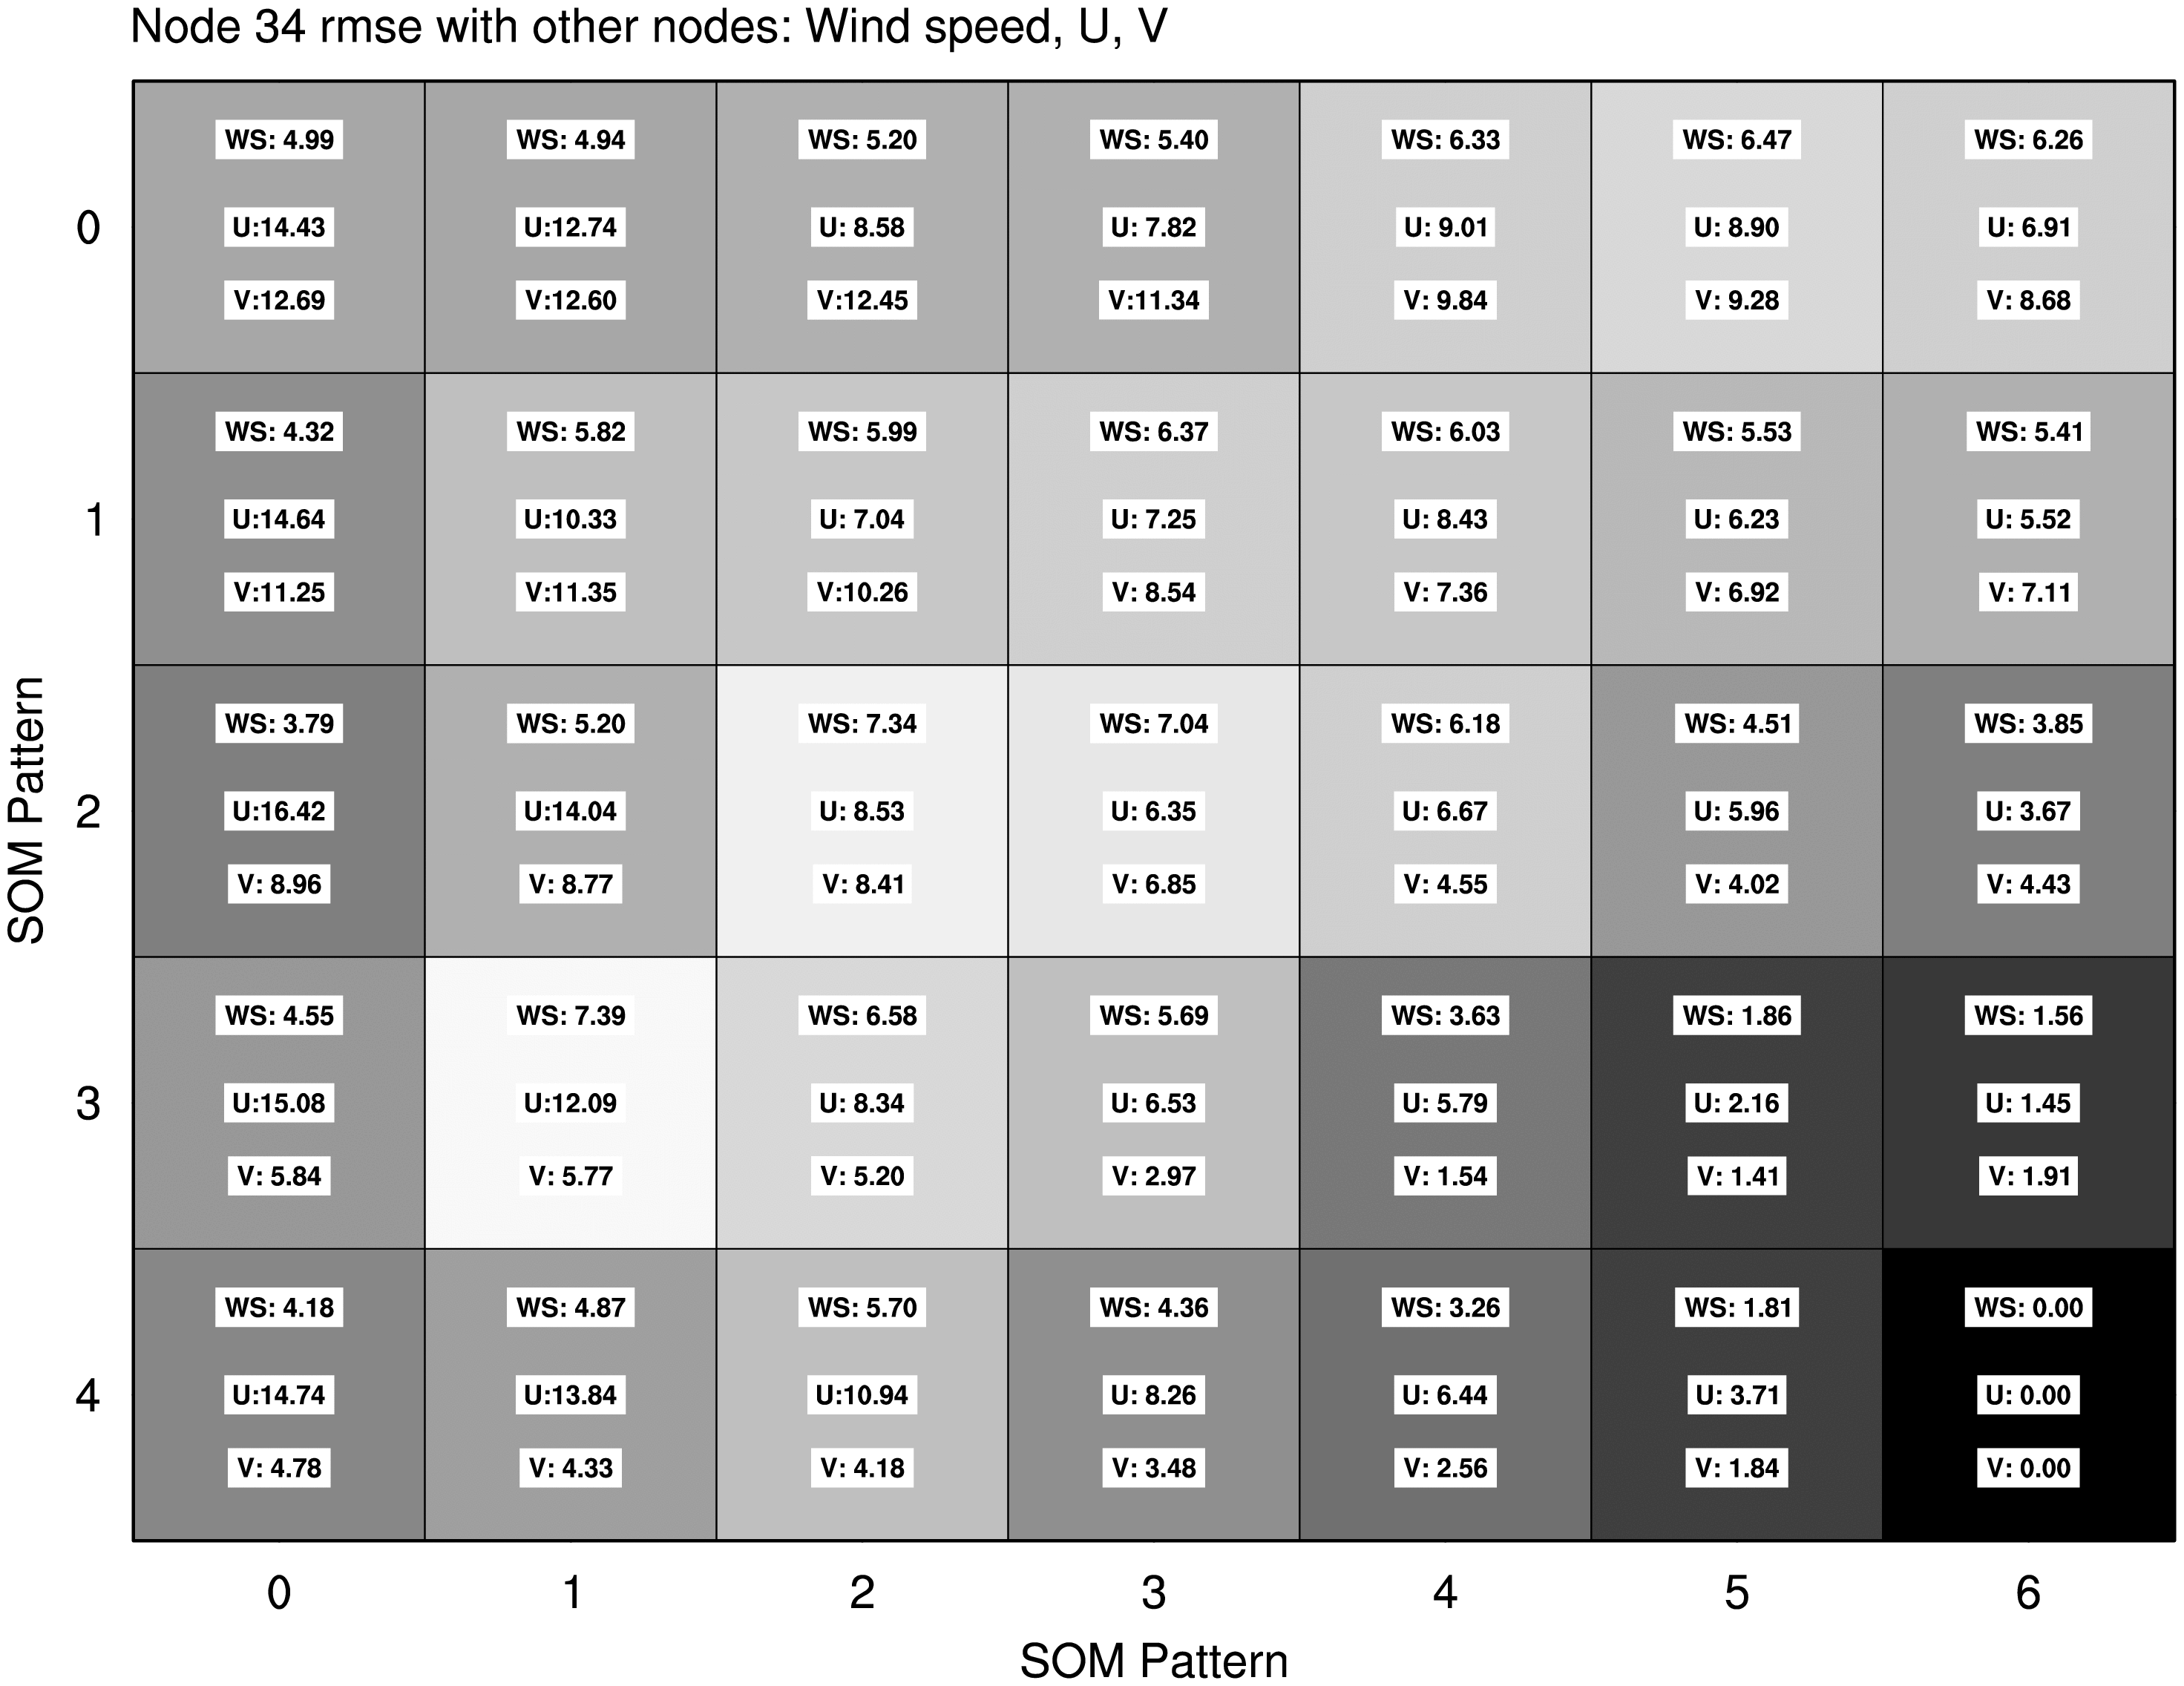 Node 34 rmse with other nodes: Wind speed, U, V
WS: 4.99 WS: 4.94 WS: 5.20 WS: 5.40 WS: 6.33 WS: 6.47 WS: 6.26
0 U:14.43 U:12.74 U: 8.58 U: 7.82 U: 9.01 U: 8.90 U: 6.91
V:12.69 V:12.60 V:12.45 V:11.34 V: 9.84 V: 9.28 V: 8.68
WS: 4.32 WS: 5.82 WS: 5.99 WS: 6.37 WS: 6.03 WS: 5.53 WS: 5.41
1 U:14.64 U:10.33 U: 7.04 U: 7.25 U: 8.43 U: 6.23 U: 5.52
V:11.25 V:11.35 V:10.26 V: 8.54 V: 7.36 V: 6.92 V: 7.11
WS: 3.79 WS: 5.20 WS: 7.34 WS: 7.04 WS: 6.18 WS: 4.51 WS: 3.85
2 U:16.42 U:14.04 U: 8.53 U: 6.35 U: 6.67 U: 5.96 U: 3.67
V: 8.96 V: 8.77 V: 8.41 V: 6.85 V: 4.55 V: 4.02 V: 4.43
WS: 4.55 WS: 7.39 WS: 6.58 WS: 5.69 WS: 3.63 WS: 1.86 WS: 1.56
3 U:15.08 U:12.09 U: 8.34 U: 6.53 U: 5.79 U: 2.16 U: 1.45
V: 5.84 V: 5.77 V: 5.20 V: 2.97 V: 1.54 V: 1.41 V: 1.91
WS: 4.18 WS: 4.87 WS: 5.70 WS: 4.36 WS: 3.26 WS: 1.81 WS: 0.00
4 U:14.74 U:13.84 U:10.94 U: 8.26 U: 6.44 U: 3.71 U: 0.00
V: 4.78 V: 4.33 V: 4.18 V: 3.48 V: 2.56 V: 1.84 V: 0.00
0 1 2 3 4 5 6
SOM Pattern
SOM Pattern